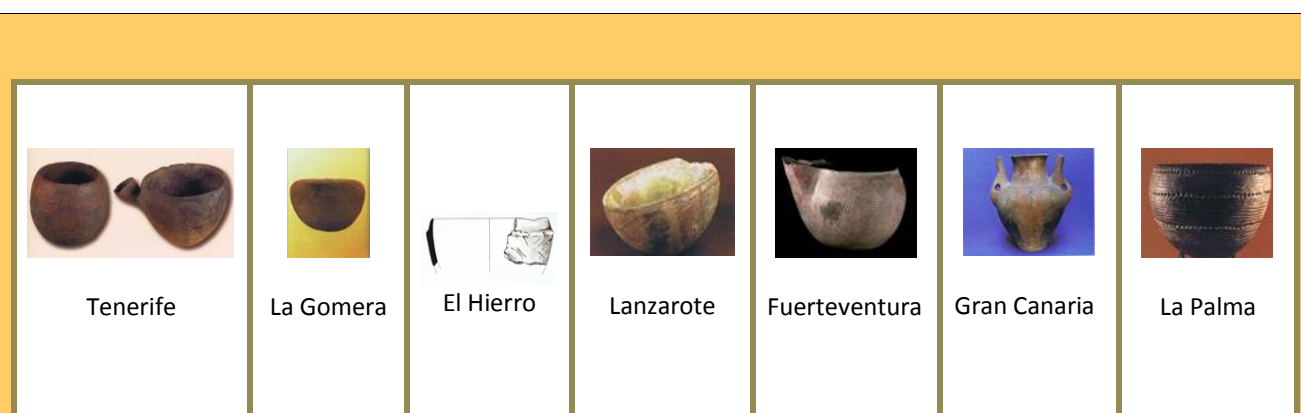 Tenerife
La Gomera
El Hierro
Lanzarote
Fuerteventura
Gran Canaria
La Palma